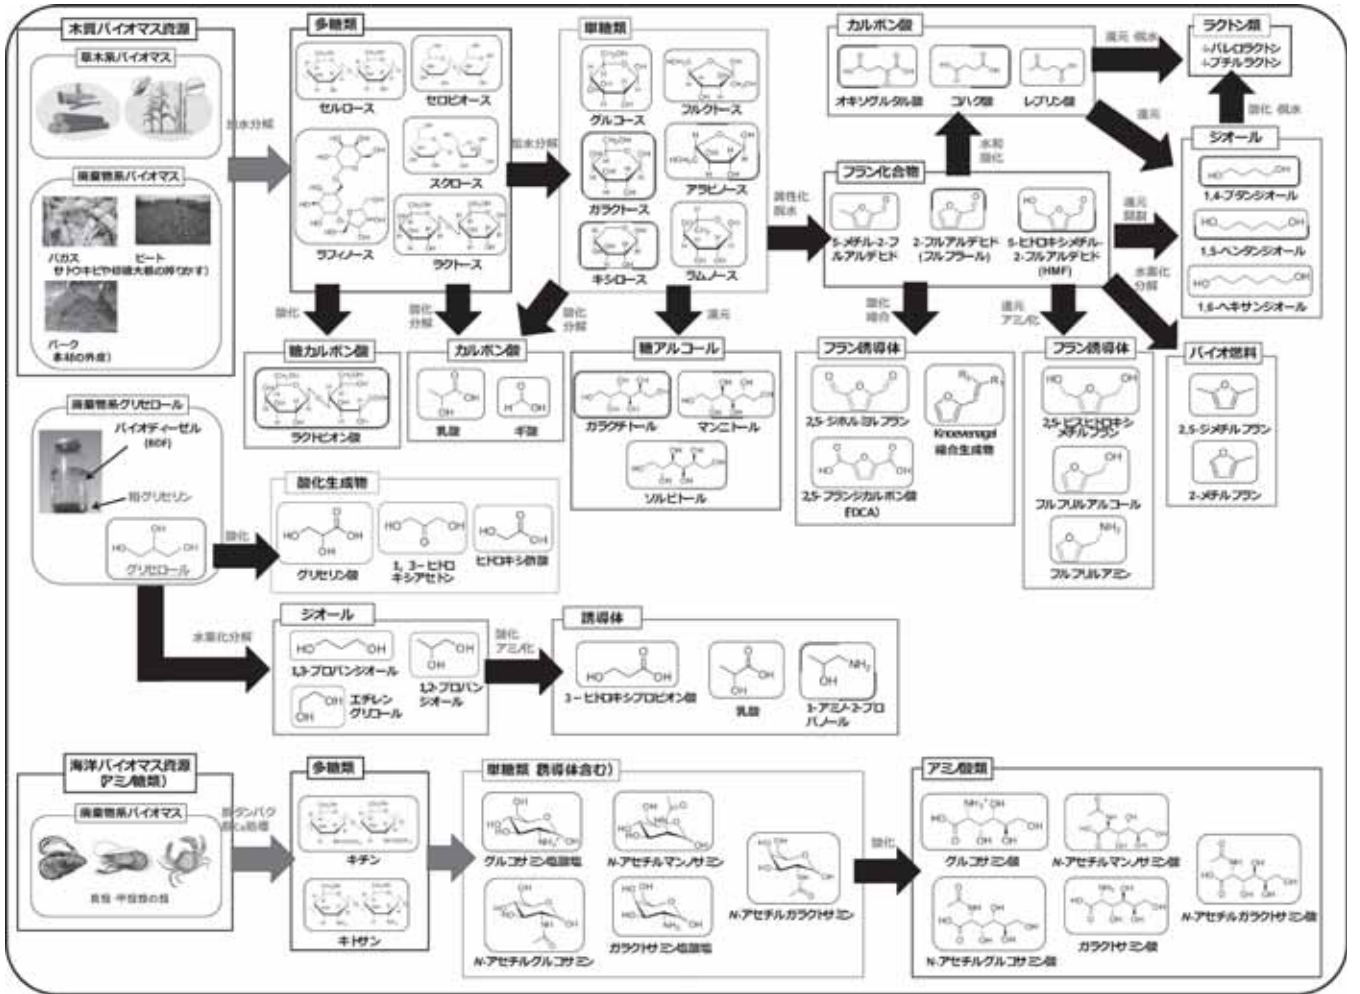 木質バイオマス資源
草木系バイオマス
廃棄物系バイオマス
バガス
ビート
サトウキビや砂糖大根の搾りかす)
バーク
多糖類
セルロース
セロビオース
スクロース
ラフィノース
ラクトース
加水分解
単糖類
グルコース
フルクトース
ガラクトース
アラビノース
キシロース
ラムノース
異性化
脱水
カルボン酸
オキソグルタル酸
コハク酸
レブリン酸
還元 脱水
ラクトン類
還元
酸化 脱水
水和
酸化
フラン化合物
5-メチル-2-フ
ルアルデヒド
2-フルアルデヒド
(フルフラール)
5-ヒドロキシメチル-
2-フルアルデヒド
(HMF)
還元
開裂
水素化
分解
ジオール
1,4-ブタンジオール
1,5-ペンタンジオール
1,6-ヘキサンジオール
酸化
酸化
分解
酸化
分解
還元
酸化
縮合
還元
アミノ化
糖カルボン酸
ラクトビオン酸
カルボン酸
乳酸
ギ酸
糖アルコール
ガラクチトール
マンニトール
ソルビトール
フラン誘導体
2,5-ジホルミルフラン
Knoevenagel
縮合生成物
2,5-フランジカルボン酸
(FDCA)
フラン誘導体
2,5-ビスヒドロキシ
メチルフラン
フルフリルアルコール
フルフリルアミン
バイオ燃料
2,5-ジメチルフラン
2-メチルフラン
廃棄物系グリセロール
バイオディーゼル
(BDF)
粗グリセリン
グリセロール
酸化
酸化生成物
グリセリン酸
1, 3-ヒドロ
キシアセトン
ヒドロキシ酢酸
水素化分解
ジオール
1,3-プロパンジオール
1,2-プロパン
ジオール
エチレン
グリコール
酸化
アミノ化
誘導体
3-ヒドロキシプロピオン酸
乳酸
1-アミノ-2-プロ
パノール
海洋バイオマス資源
(アミノ糖類)
廃棄物系バイオマス
脱タンパク
脱Ca処理
多糖類
キチン
キトサン
単糖類 誘導体含む)
グルコサミン塩酸塩
N-アセチルマンノサミン
N-アセチルガラクトサミン
N-アセチルグルコサミン
ガラクトサミン塩酸塩
酸化
アミノ酸類
グルコサミン酸
N-アセチルマンノサミン酸
N-アセチルガラクトサミン酸
N-アセチルグルコサミン酸
ガラクトサミン酸